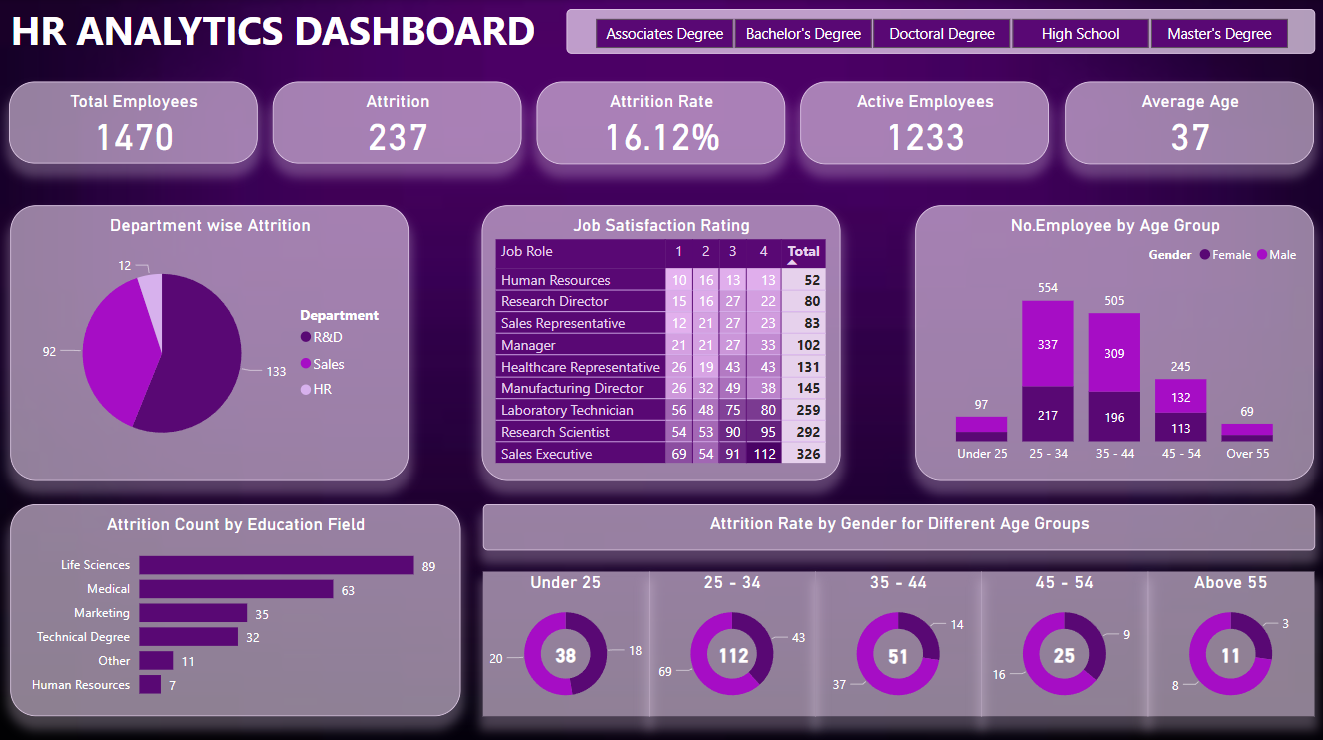 HR ANALYTICS DASHBOARD
Associates Degree
Bachelor's Degree
Doctoral Degree
High School
Master's Degree
Total Employees
1470
Attrition
237
Attrition Rate
16.12%
Active Employees
1233
Average Age
37
Department wise Attrition
12
92
133
Department
R&D
Sales
HR
Job Satisfaction Rating
Job Role 1 2 3 4 Total
Human Resources 10 16 13 13 52
Research Director 15 16 27 22 80
Sales Representative 12 21 27 23 83
Manager 21 21 27 33 102
Healthcare Representative 26 19 43 43 131
Manufacturing Director 26 32 49 38 145
Laboratory Technician 56 48 75 80 259
Research Scientist 54 53 90 95 292
Sales Executive 69 54 91 112 326
No.Employee by Age Group
Gender Female Male
554
505
337
309
245
97
217
196
132
113
69
Under 25 25 - 34 35 - 44 45 - 54 Over 55
Attrition Count by Education Field
Life Sciences 89
Medical 63
Marketing 35
Technical Degree 32
Other 11
Human Resources 7
Attrition Rate by Gender for Different Age Groups
Under 25
20
38
18
25 - 34
69
112
43
35 - 44
37
51
14
45 - 54
16
25
9
Above 55
8
11
3